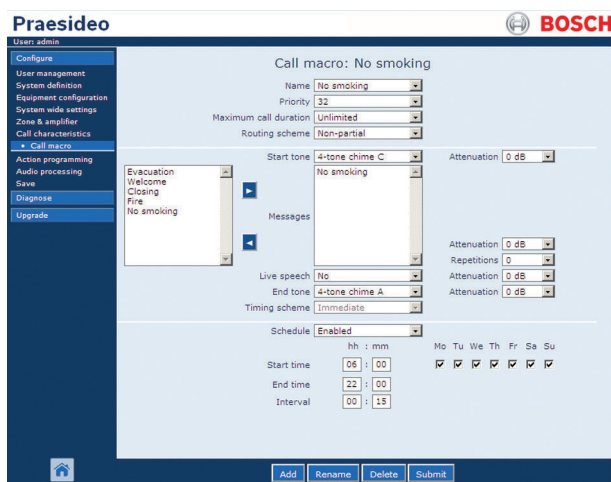 Praesideo
BOSCH
User: admin
Configure
User management
System definition
Equipment configuration
System wide settings
Zone & amplifier
Call characteristics
• Call macro
Action programming
Audio processing
Save
Diagnose
Upgrade
Call macro: No smoking
Name No smoking
Priority 32
Maximum call duration Unlimited
Routing scheme Non-partial
Start tone 4-tone chime C Attenuation 0 dB
Evacuation
Welcome
Closing
Fire
No smoking
Messages
No smoking
Attenuation 0 dB
Repetitions 0
Live speech No Attenuation 0 dB
End tone 4-tone chime A Attenuation 0 dB
Timing scheme Immediate
Schedule Enabled
hh : mm Mo Tu We Th Fr Sa Su
Start time 06 : 00
End time 22 : 00
Interval 00 : 15
Add Rename Delete Submit